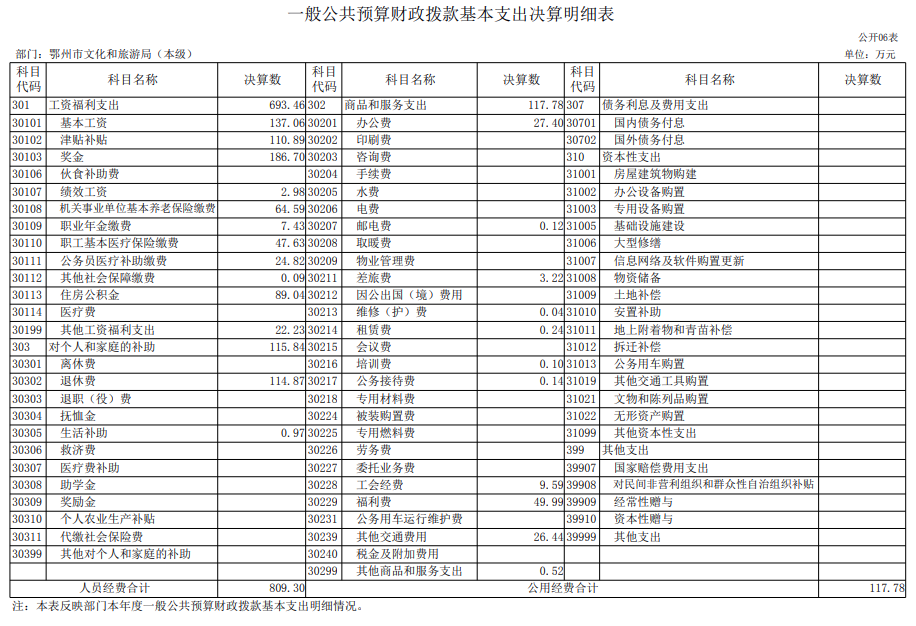 一般公共预算财政拨款基本支出决算明细表
公开06表
部门：鄂州市文化和旅游局（本级） 单位：万元
科目代码 科目名称 决算数 科目代码 科目名称 决算数 科目代码 科目名称 决算数
301 工资福利支出 693.46 302 商品和服务支出 117.78 307 债务利息及费用支出
30101 基本工资 137.06 30201 办公费 27.40 30701 国内债务付息
30102 津贴补贴 110.89 30202 印刷费 30702 国外债务付息
30103 奖金 186.70 30203 咨询费 310 资本性支出
30106 伙食补助费 30204 手续费 31001 房屋建筑物购建
30107 绩效工资 2.98 30205 水费 31002 办公设备购置
30108 机关事业单位基本养老保险缴费 64.59 30206 电费 31003 专用设备购置
30109 职业年金缴费 7.43 30207 邮电费 0.12 31005 基础设施建设
30110 职工基本医疗保险缴费 47.63 30208 取暖费 31006 大型修缮
30111 公务员医疗补助缴费 24.82 30209 物业管理费 31007 信息网络及软件购置更新
30112 其他社会保障缴费 0.09 30211 差旅费 3.22 31008 物资储备
30113 住房公积金 89.04 30212 因公出国（境）费用 31009 土地补偿
30114 医疗费 30213 维修（护）费 0.04 31010 安置补助
30199 其他工资福利支出 22.23 30214 租赁费 0.24 31011 地上附着物和青苗补偿
303 对个人和家庭的补助 115.84 30215 会议费 31012 拆迁补偿
30301 离休费 30216 培训费 0.10 31013 公务用车购置
30302 退休费 114.87 30217 公务接待费 0.14 31019 其他交通工具购置
30303 退职（役）费 30218 专用材料费 31021 文物和陈列品购置
30304 抚恤金 30224 被装购置费 31022 无形资产购置
30305 生活补助 0.97 30225 专用燃料费 31099 其他资本性支出
30306 救济费 30226 劳务费 399 其他支出
30307 医疗费补助 30227 委托业务费 39907 国家赔偿费用支出
30308 助学金 30228 工会经费 9.59 39908 对民间非营利组织和群众性自治组织补贴
30309 奖励金 30229 福利费 49.99 39909 经常性赠与
30310 个人农业生产补贴 30231 公务用车运行维护费 39910 资本性赠与
30311 代缴社会保险费 30239 其他交通费用 26.44 39999 其他支出
30399 其他对个人和家庭的补助 30240 税金及附加费用
30299 其他商品和服务支出 0.52
人员经费合计 809.30 公用经费合计 117.78
注：本表反映部门本年度一般公共预算财政拨款基本支出明细情况。